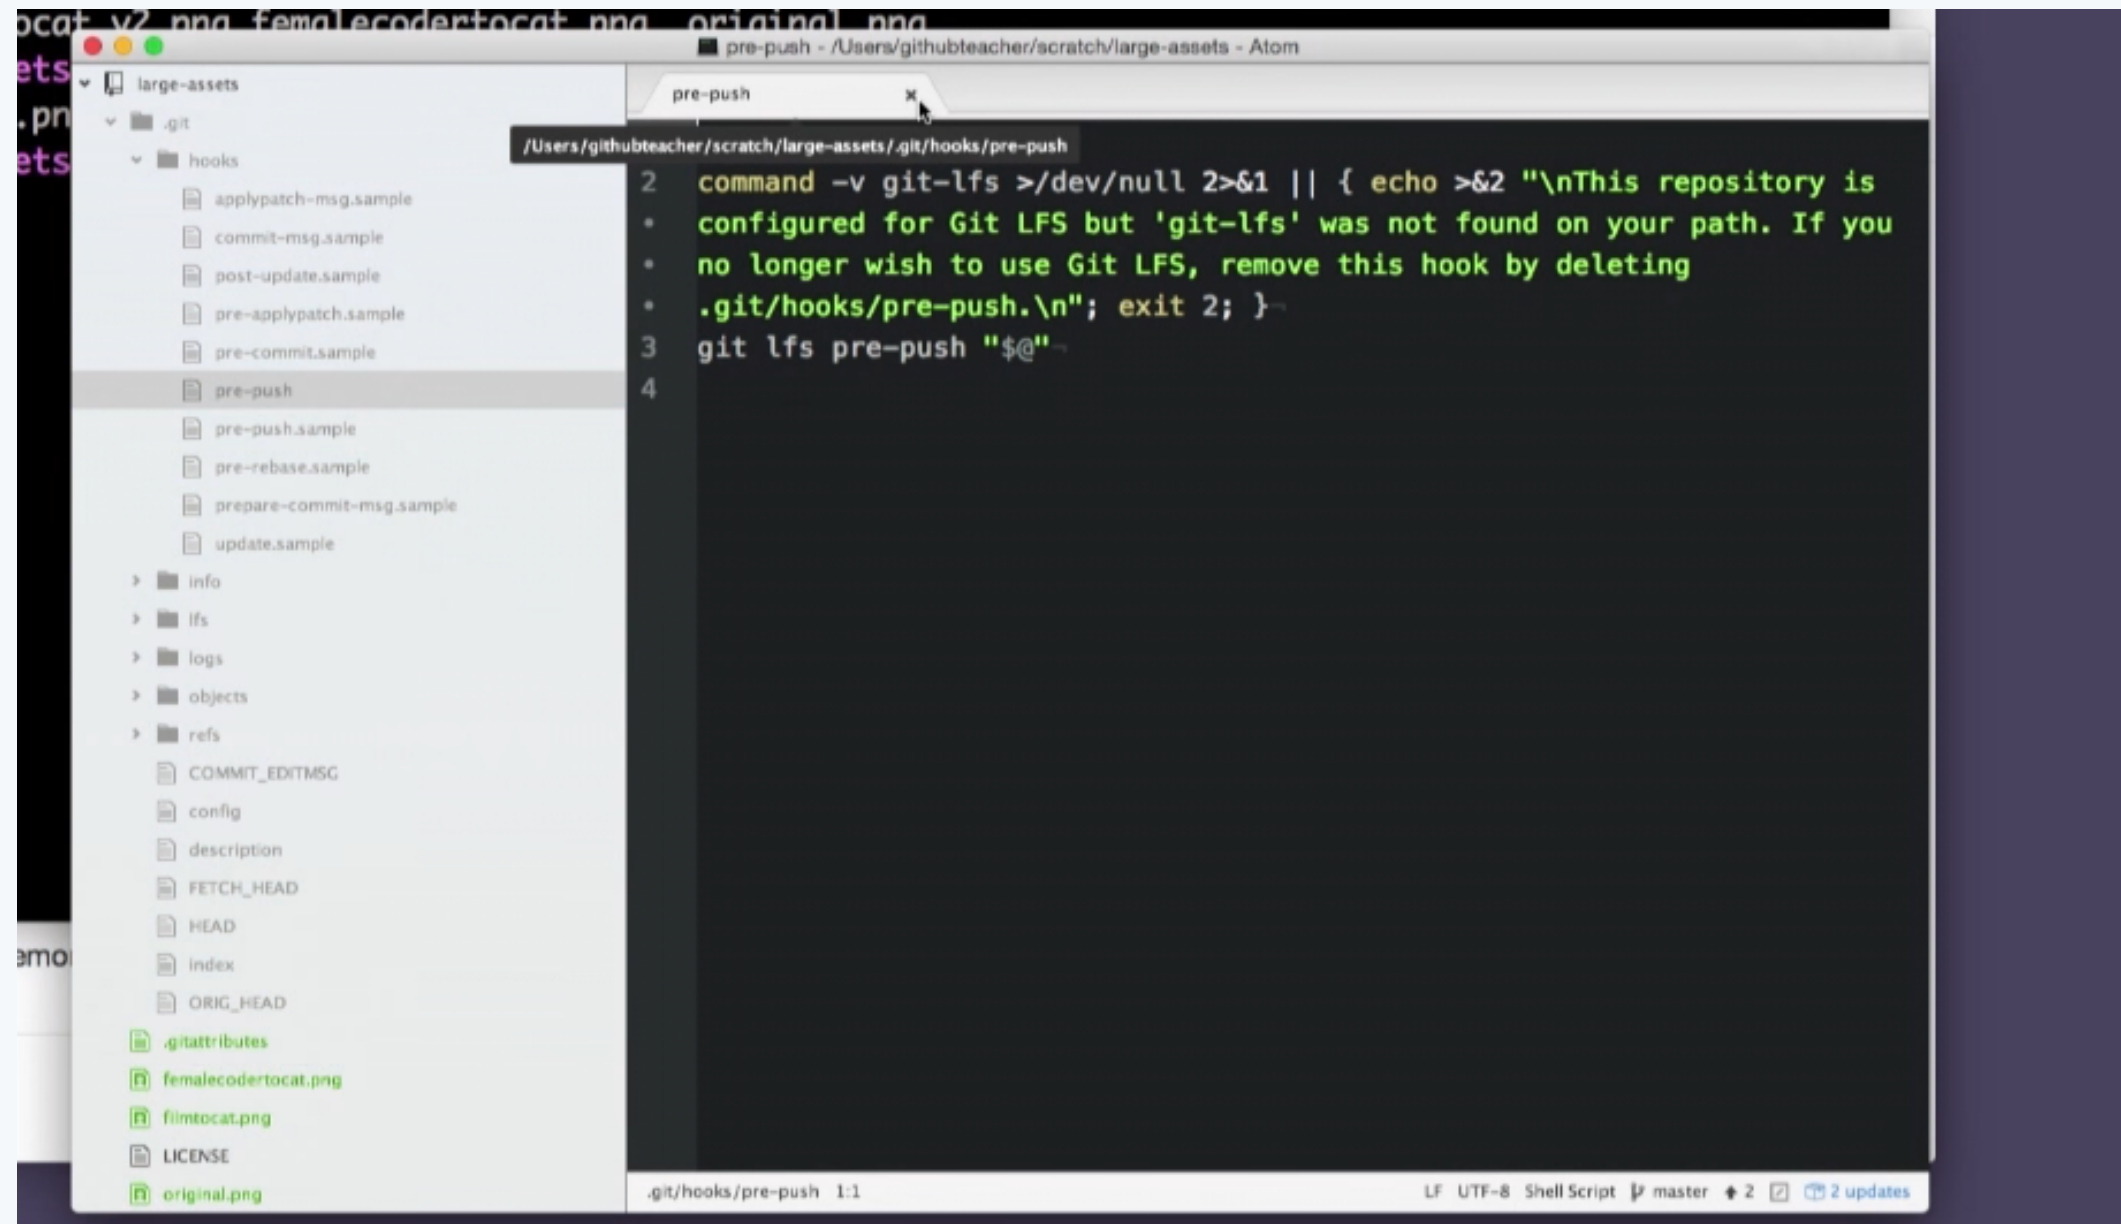 ocat_v2.png femalecodertocat.png original.png
ets
.pn
ets
emo
pre-push - /Users/githubteacher/scratch/large-assets - Atom
large-assets
.git
hooks
applypatch-msg.sample
commit-msg.sample
post-update.sample
pre-applypatch.sample
pre-commit.sample
pre-push
pre-push.sample
pre-rebase.sample
prepare-commit-msg.sample
update.sample
info
lfs
logs
objects
refs
COMMIT_EDITMSG
config
description
FETCH_HEAD
HEAD
index
ORIG_HEAD
.gitattributes
femalecodertocat.png
filmtocat.png
LICENSE
original.png
pre-push
/Users/githubteacher/scratch/large-assets/.git/hooks/pre-push
2 command -v git-lfs >/dev/null 2>&1 || { echo >&2 "\nThis repository is
• configured for Git LFS but 'git-lfs' was not found on your path. If you
• no longer wish to use Git LFS, remove this hook by deleting
• .git/hooks/pre-push.\n"; exit 2; }¬
3 git lfs pre-push "$@"¬
4
.git/hooks/pre-push 1:1 LF UTF-8 Shell Script master 2 2 updates